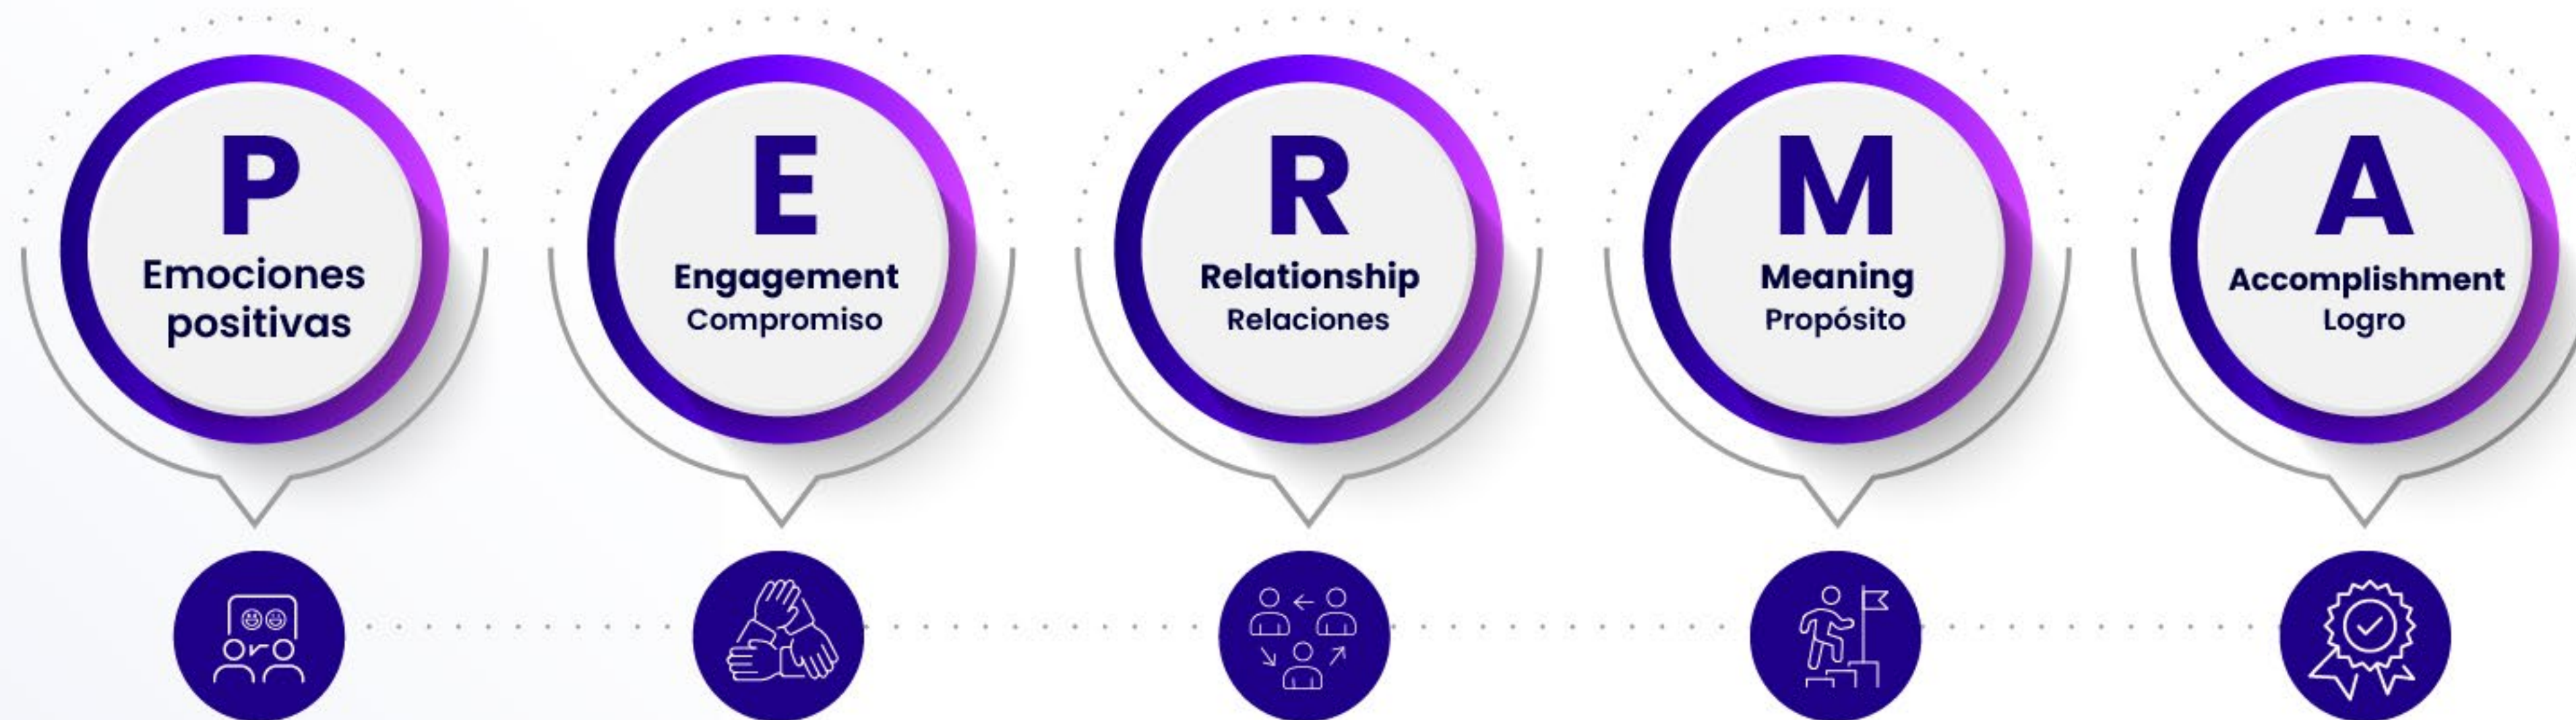 P
Emociones
positivas
E
Engagement
Compromiso
R
Relationship
Relaciones
M
Meaning
Propósito
A
Accomplishment
Logro